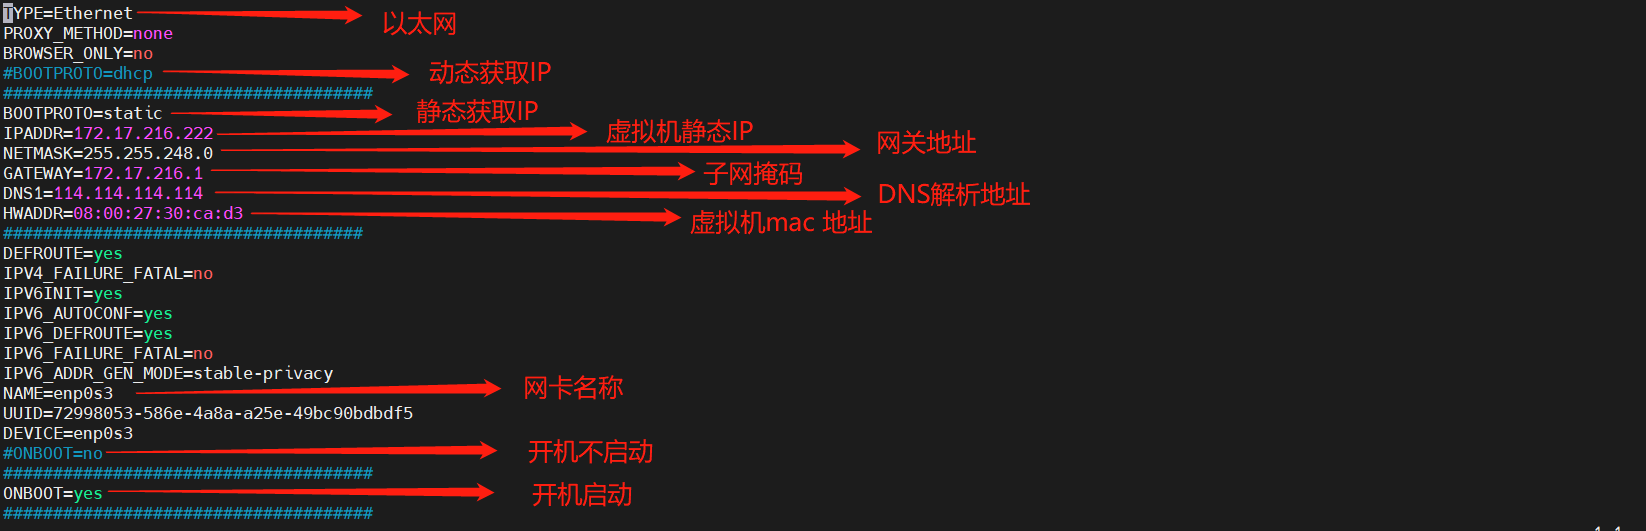 TYPE=Ethernet 以太网
PROXY_METHOD=none
BROWSER_ONLY=no
#BOOTPROTO=dhcp 动态获取IP
#####################################
BOOTPROTO=static 静态获取IP
IPADDR=172.17.216.222 虚拟机静态IP
NETMASK=255.255.248.0 网关地址
GATEWAY=172.17.216.1 子网掩码
DNS1=114.114.114.114 DNS解析地址
HWADDR=08:00:27:30:ca:d3 虚拟机mac 地址
####################################
DEFROUTE=yes
IPV4_FAILURE_FATAL=no
IPV6INIT=yes
IPV6_AUTOCONF=yes
IPV6_DEFROUTE=yes
IPV6_FAILURE_FATAL=no
IPV6_ADDR_GEN_MODE=stable-privacy
NAME=enp0s3 网卡名称
UUID=72998053-586e-4a8a-a25e-49bc90bdbdf5
DEVICE=enp0s3
#ONBOOT=no 开机不启动
#####################################
ONBOOT=yes 开机启动
#####################################